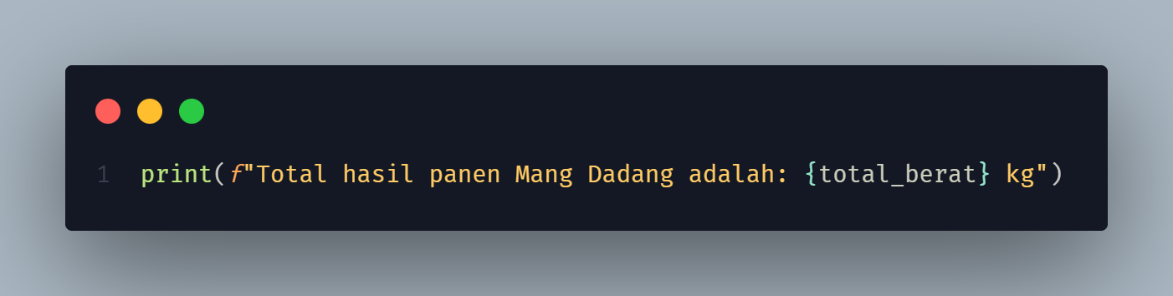 1 print(f"Total hasil panen Mang Dadang adalah: {total_berat} kg")